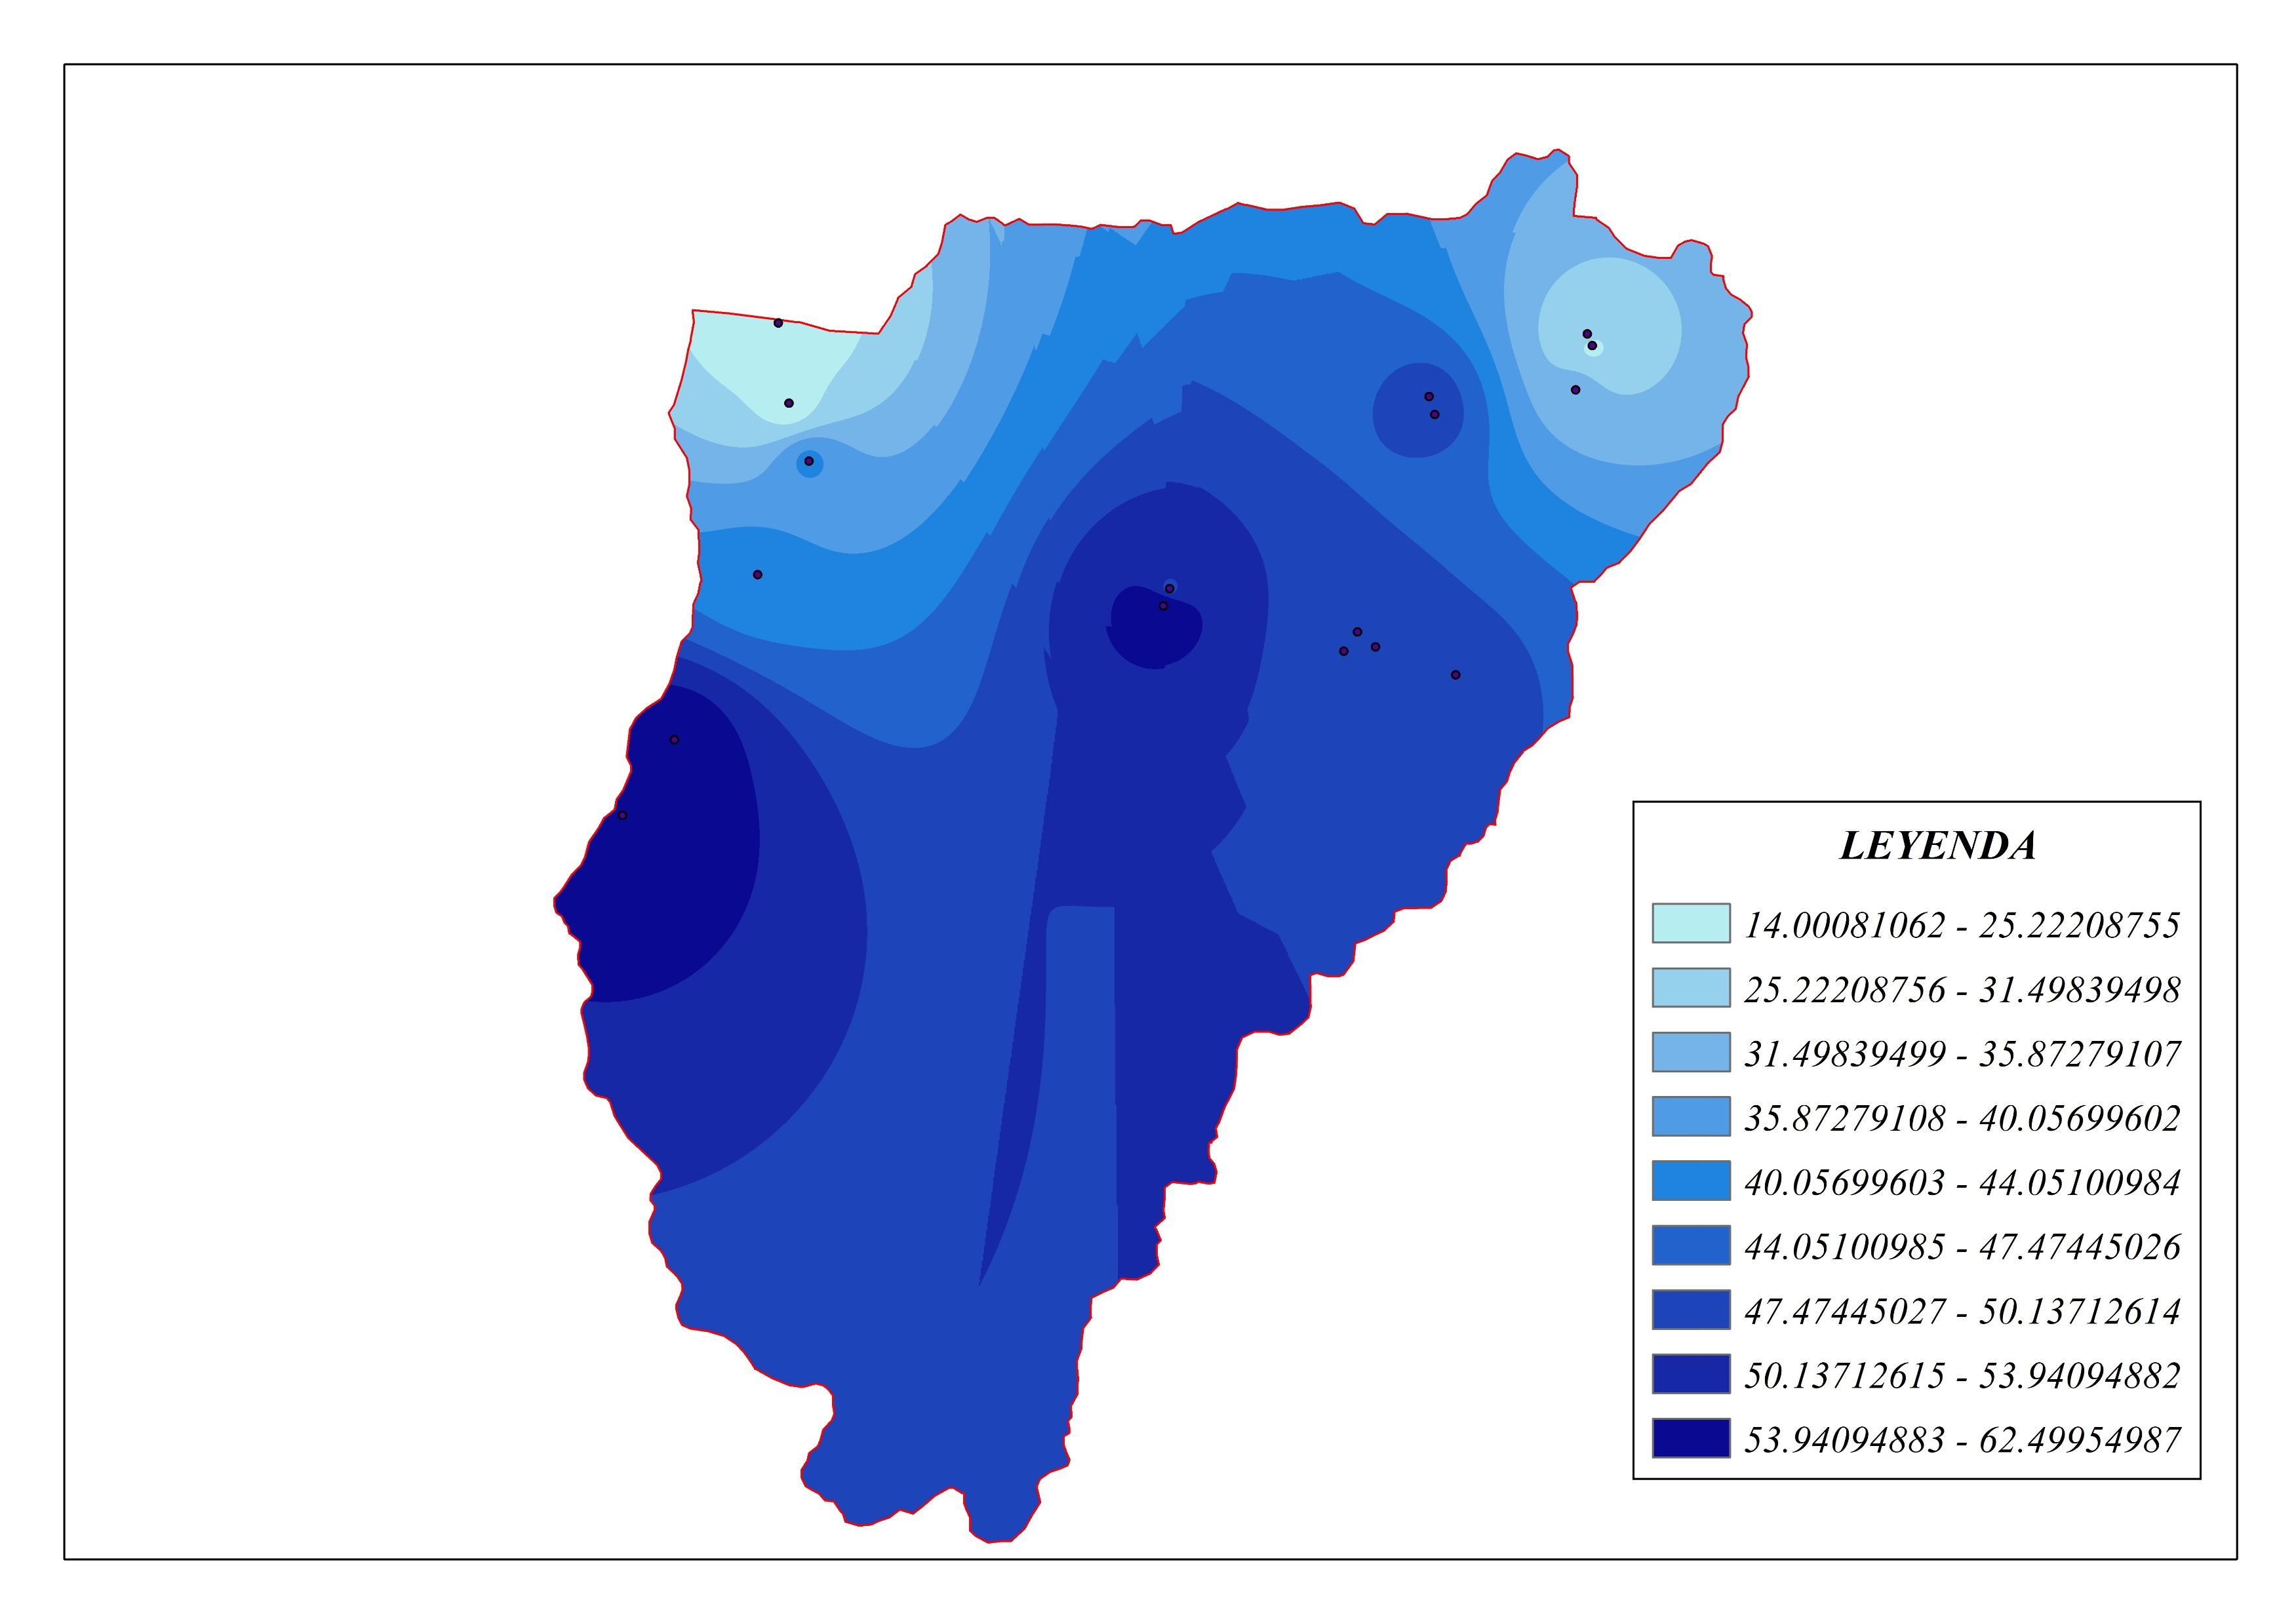 LEYENDA
14.00081062 - 25.22208755
25.22208756 - 31.49839498
31.49839499 - 35.87279107
35.87279108 - 40.05699602
40.05699603 - 44.05100984
44.05100985 - 47.47445026
47.47445027 - 50.13712614
50.13712615 - 53.94094882
53.94094883 - 62.49954987